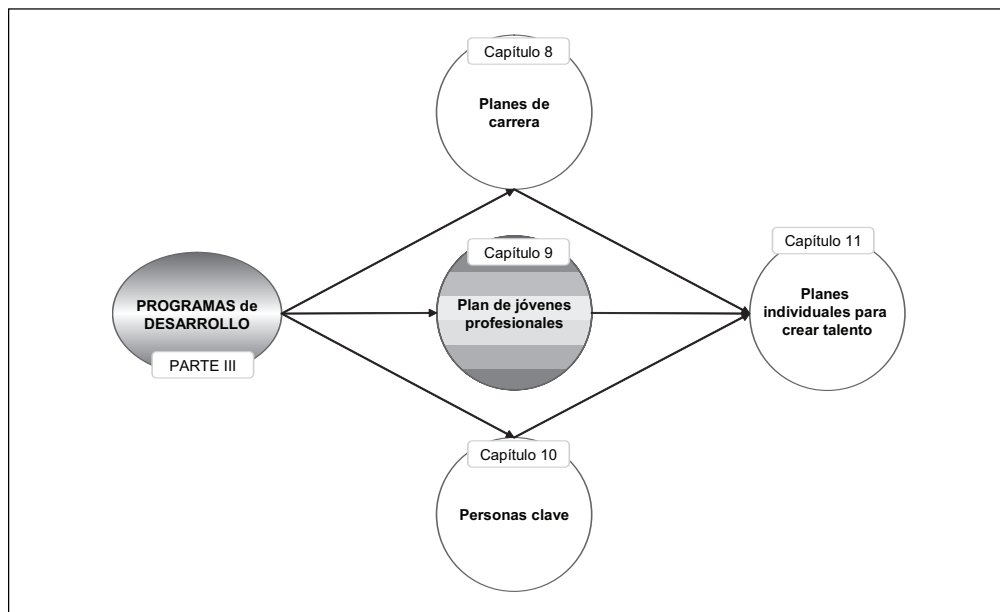 Capítulo 8
Planes de
carrera
PROGRAMAS de
DESARROLLO
PARTE III
Capítulo 9
Plan de jóvenes
profesionales
Capítulo 11
Planes
individuales para
crear talento
Capítulo 10
Personas clave